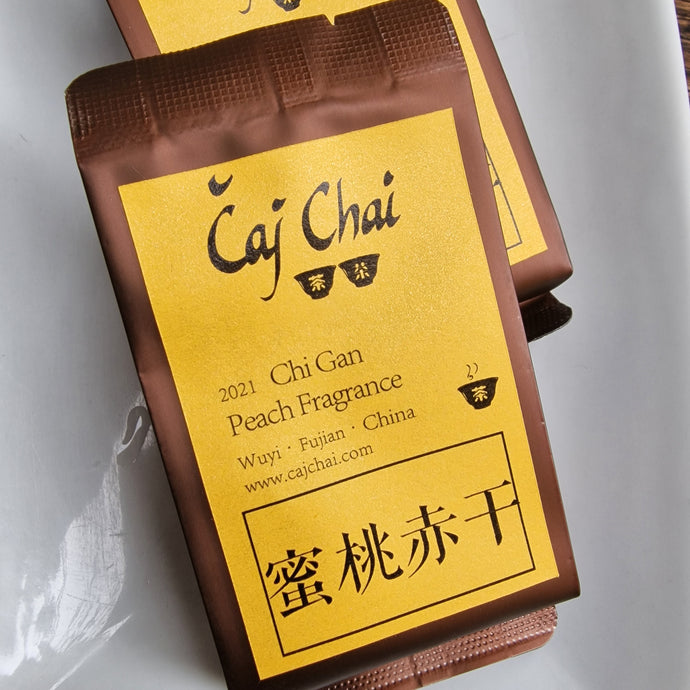 Čaj Chai
茶 茶
2021 Chi Gan
Peach Fragrance
茶
Wuyi · Fujian · China
www.cajchai.com
蜜桃赤干